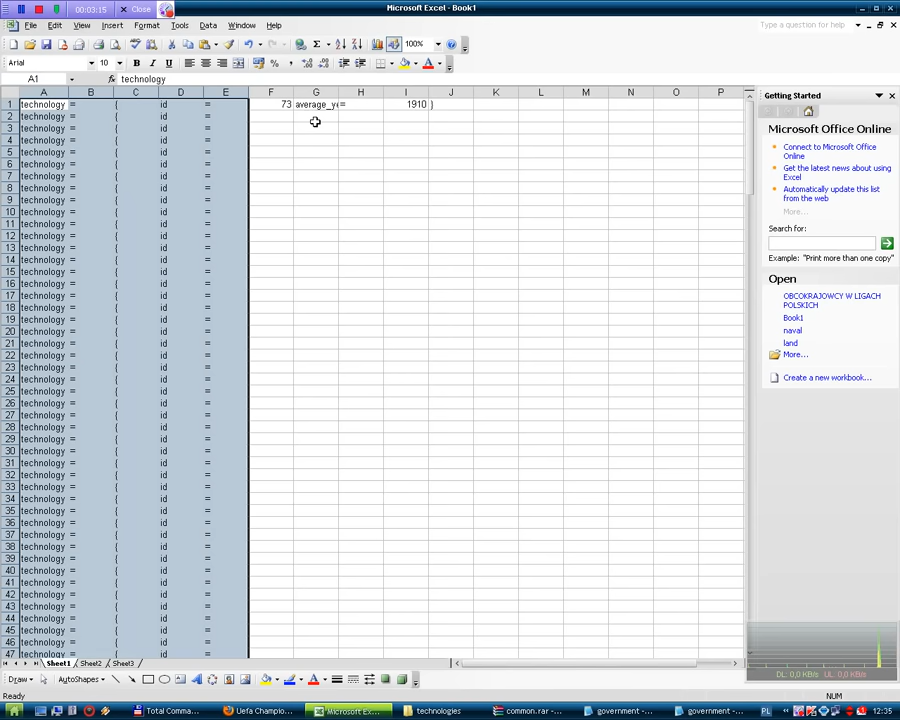 00:03:15 Close Microsoft Excel - Book1
File Edit View Insert Format Tools Data Window Help Type a question for help
100%
Arial 10 B I U
A1 fx technology
A B C D E F G H I J K L M N O P
1 technology = { id = 73 average_ye = 1910 }
2 technology = { id =
3 technology = { id =
4 technology = { id =
5 technology = { id =
6 technology = { id =
7 technology = { id =
8 technology = { id =
9 technology = { id =
10 technology = { id =
11 technology = { id =
12 technology = { id =
13 technology = { id =
14 technology = { id =
15 technology = { id =
16 technology = { id =
17 technology = { id =
18 technology = { id =
19 technology = { id =
20 technology = { id =
21 technology = { id =
22 technology = { id =
23 technology = { id =
24 technology = { id =
25 technology = { id =
26 technology = { id =
27 technology = { id =
28 technology = { id =
29 technology = { id =
30 technology = { id =
31 technology = { id =
32 technology = { id =
33 technology = { id =
34 technology = { id =
35 technology = { id =
36 technology = { id =
37 technology = { id =
38 technology = { id =
39 technology = { id =
40 technology = { id =
41 technology = { id =
42 technology = { id =
43 technology = { id =
44 technology = { id =
45 technology = { id =
46 technology = { id =
47 technology = { id =
Getting Started
Microsoft Office Online
Connect to Microsoft Office
Online
Get the latest news about using
Excel
Automatically update this list
from the web
More...
Search for:
Example: "Print more than one copy"
Open
OBCOKRAJOWCY W LIGACH
POLSKICH
Book1
naval
land
More...
Create a new workbook...
DL: 0,0 KB/s UL: 0,0 KB/s
Sheet1 Sheet2 Sheet3
Draw AutoShapes
Ready NUM
Total Comma... Uefa Champio... Microsoft Ex... technologies common.rar -... government -... government -... PL 12:35